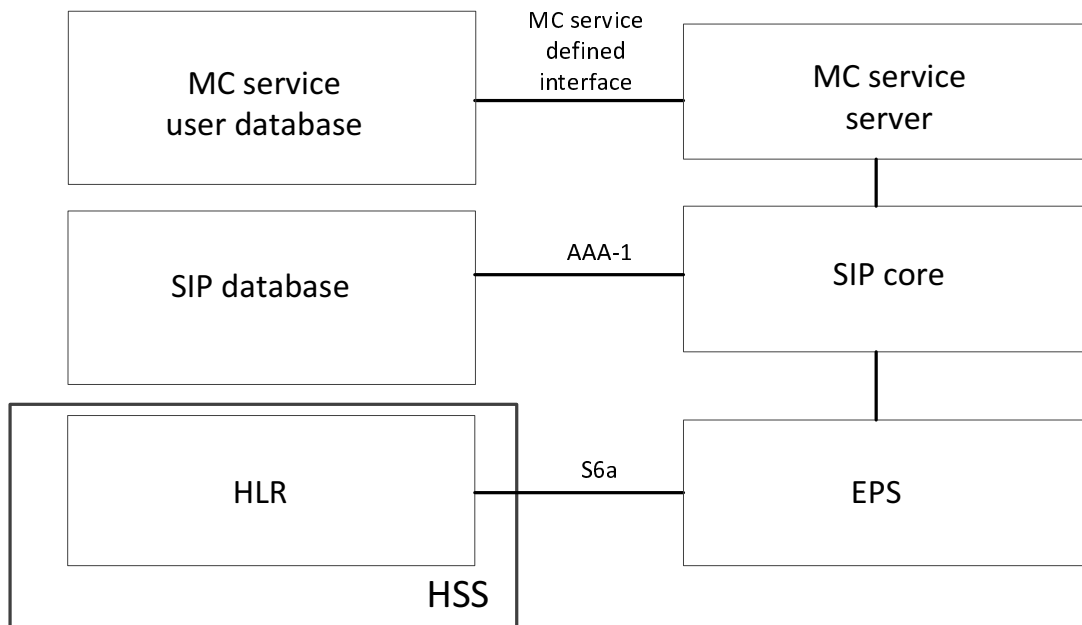 MC service
user database
MC service
defined
interface
MC service
server
SIP database
AAA-1
SIP core
HLR
S6a
EPS
HSS